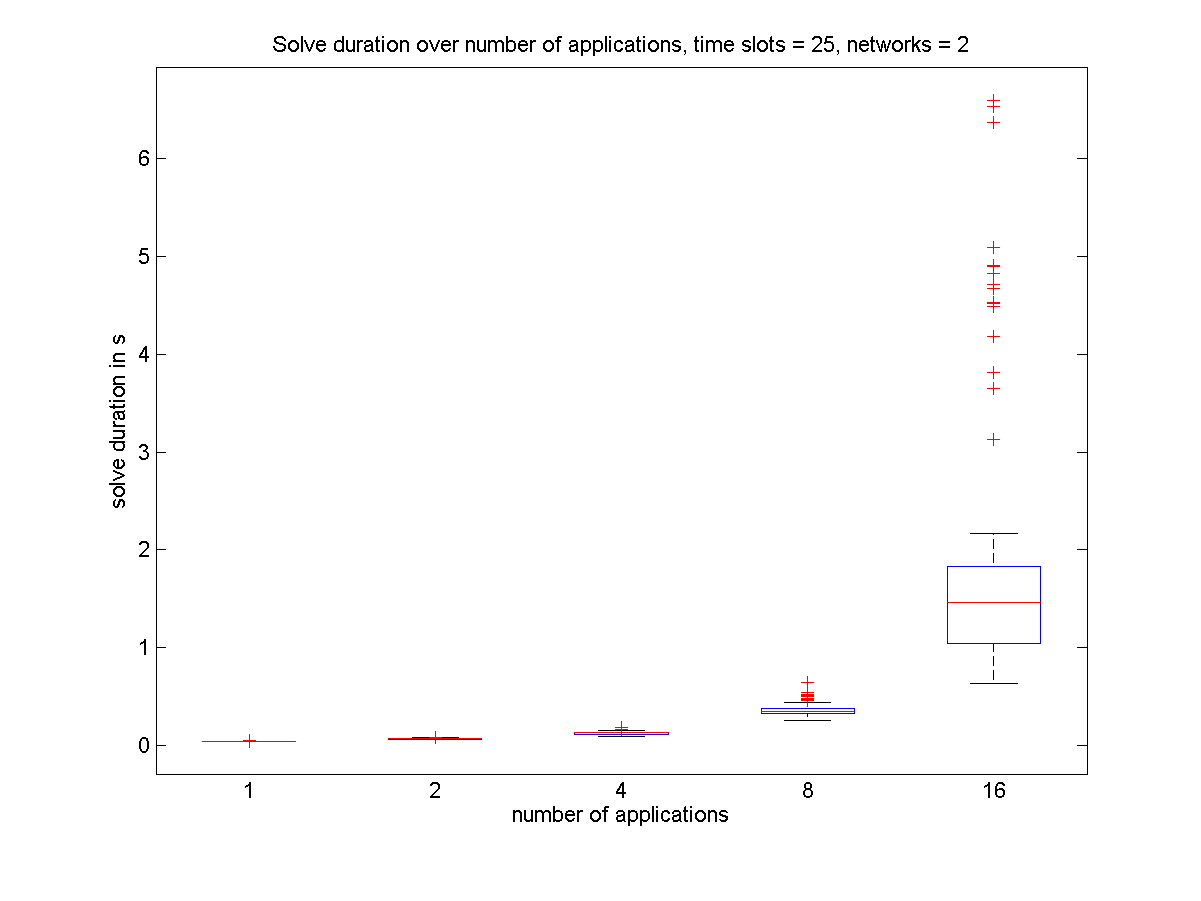 Solve duration over number of applications, time slots = 25, networks = 2
6
5
4
3
2
1
0
solve duration in s
1 2 4 8 16
number of applications